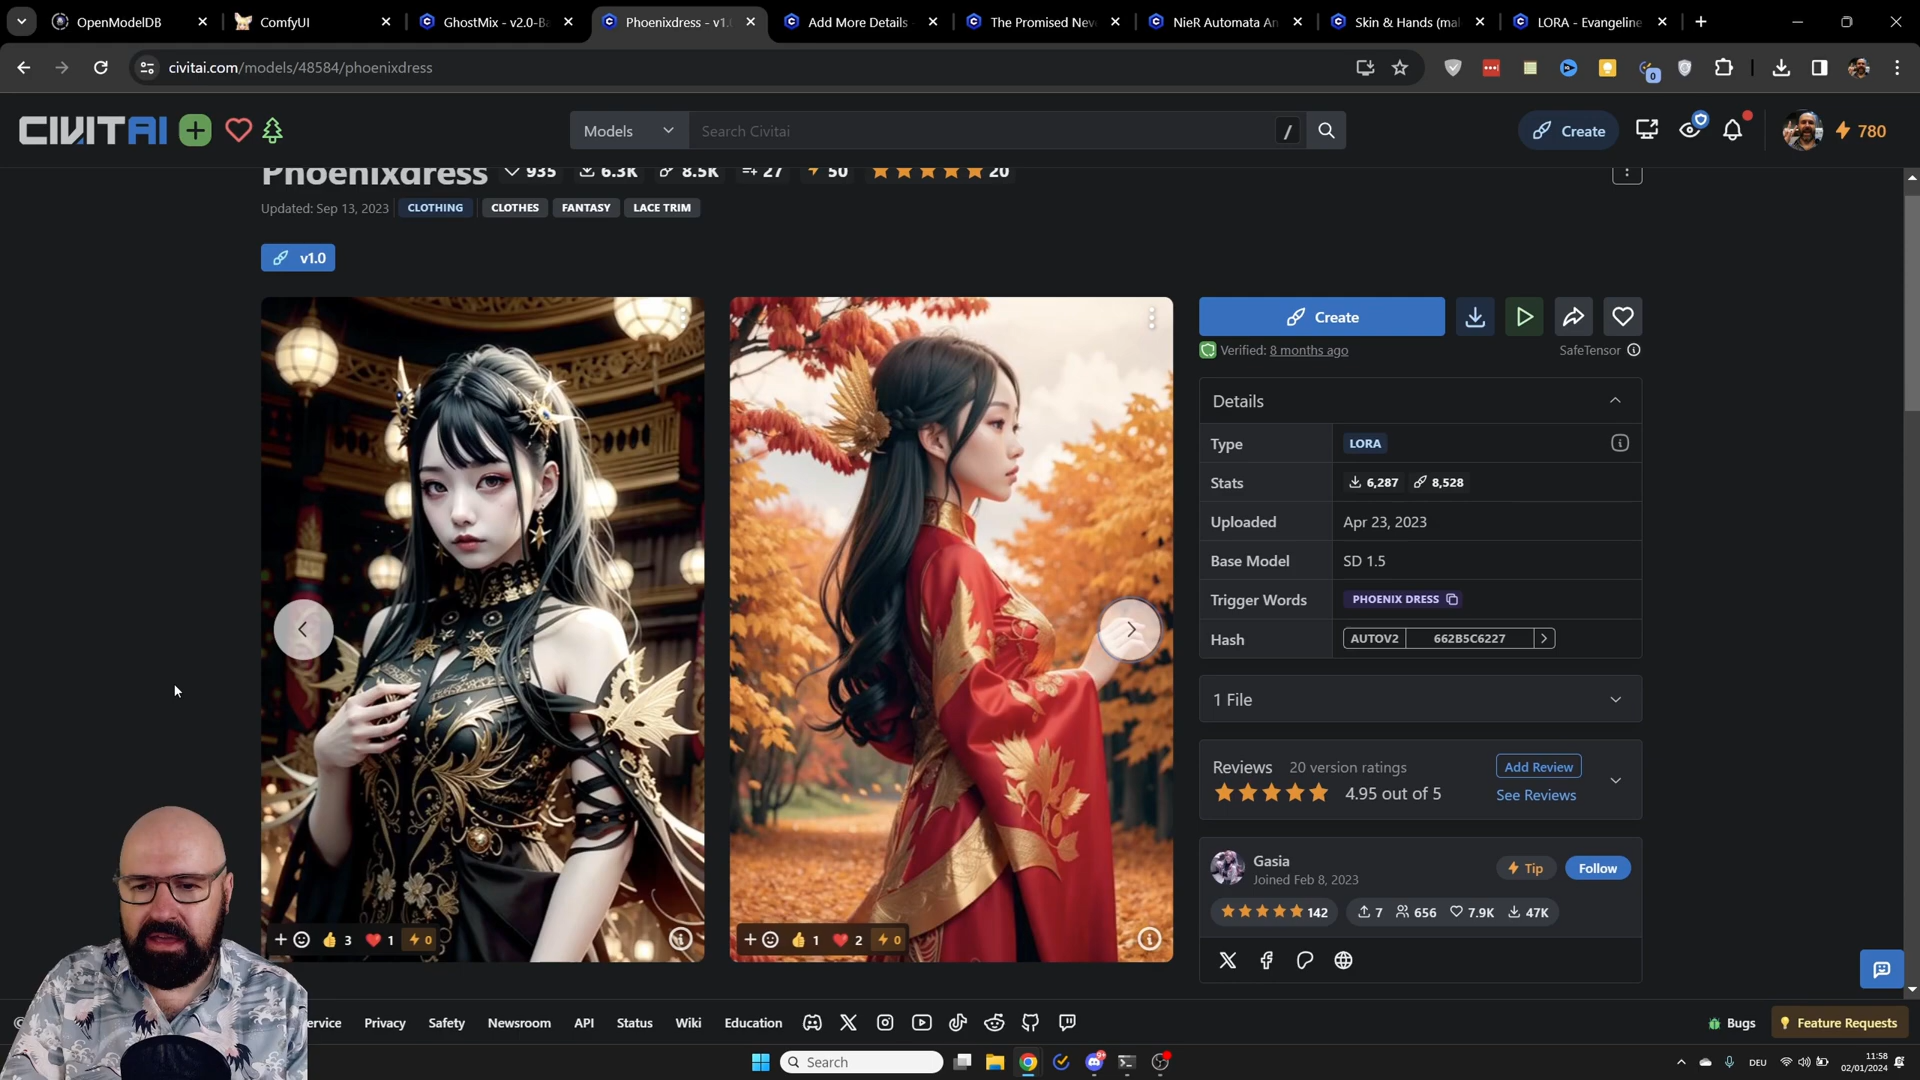 OpenModelDB
ComfyUI
GhostMix - v2.0-Ba
Phoenixdress - v1.
Add More Details
The Promised Nev
NieR Automata An
Skin & Hands (mal
LORA - Evangeline
civitai.com/models/48584/phoenixdress
0
CIVITAI
Models
Search Civitai
/
Create
780
Phoenixdress 935 6.3K 8.5K 27 50 20
Updated: Sep 13, 2023 CLOTHING CLOTHES FANTASY LACE TRIM
v1.0
Create
Verified: 8 months ago
SafeTensor
Details
Type LORA
Stats 6,287 8,528
Uploaded Apr 23, 2023
Base Model SD 1.5
Trigger Words PHOENIX DRESS
Hash AUTOV2 662B5C6227
1 File
Reviews 20 version ratings Add Review
4.95 out of 5 See Reviews
Gasia Tip Follow
Joined Feb 8, 2023
142 7 656 7.9K 47K
3 1 0
1 2 0
ervice Privacy Safety Newsroom API Status Wiki Education
Bugs
Feature Requests
Search
DEU
11:58
02/01/2024